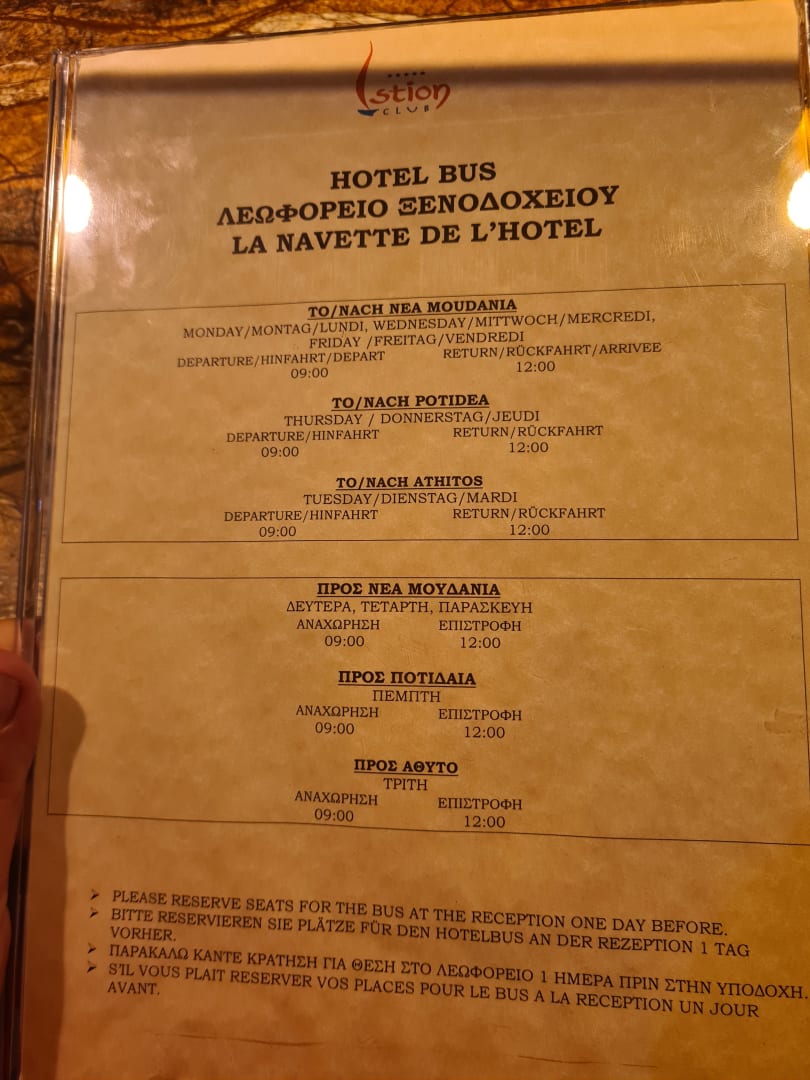 Istion
CLUB
HOTEL BUS
ΛΕΩΦΟΡΕΙΟ ΞΕΝΟΔΟΧΕΙΟΥ
LA NAVETTE DE L'HOTEL
TO/NACH NEA MOUDANIA
MONDAY/MONTAG/LUNDI, WEDNESDAY/MITTWOCH/MERCREDI,
FRIDAY /FREITAG/VENDREDI
DEPARTURE/HINFAHRT/DEPART RETURN/RÜCKFAHRT/ARRIVEE
09:00 12:00
TO/NACH POTIDEA
THURSDAY / DONNERSTAG/JEUDI
DEPARTURE/HINFAHRT RETURN/RÜCKFAHRT
09:00 12:00
TO/NACH ATHITOS
TUESDAY/DIENSTAG/MARDI
DEPARTURE/HINFAHRT RETURN/RÜCKFAHRT
09:00 12:00
ΠΡΟΣ ΝΕΑ ΜΟΥΔΑΝΙΑ
ΔΕΥΤΕΡΑ, ΤΕΤΑΡΤΗ, ΠΑΡΑΣΚΕΥΗ
ΑΝΑΧΩΡΗΣΗ ΕΠΙΣΤΡΟΦΗ
09:00 12:00
ΠΡΟΣ ΠΟΤΙΔΑΙΑ
ΠΕΜΠΤΗ
ΑΝΑΧΩΡΗΣΗ ΕΠΙΣΤΡΟΦΗ
09:00 12:00
ΠΡΟΣ ΑΘΥΤΟ
ΤΡΙΤΗ
ΑΝΑΧΩΡΗΣΗ ΕΠΙΣΤΡΟΦΗ
09:00 12:00
➢ PLEASE RESERVE SEATS FOR THE BUS AT THE RECEPTION ONE DAY BEFORE.
➢ BITTE RESERVIEREN SIE PLÄTZE FÜR DEN HOTELBUS AN DER REZEPTION 1 TAG
VORHER.
➢ ΠΑΡΑΚΑΛΩ ΚΑΝΤΕ ΚΡΑΤΗΣΗ ΓΙΑ ΘΕΣΗ ΣΤΟ ΛΕΩΦΟΡΕΙΟ 1 ΗΜΕΡΑ ΠΡΙΝ ΣΤΗΝ ΥΠΟΔΟΧΗ.
➢ S'IL VOUS PLAIT RESERVER VOS PLACES POUR LE BUS A LA RECEPTION UN JOUR
AVANT.